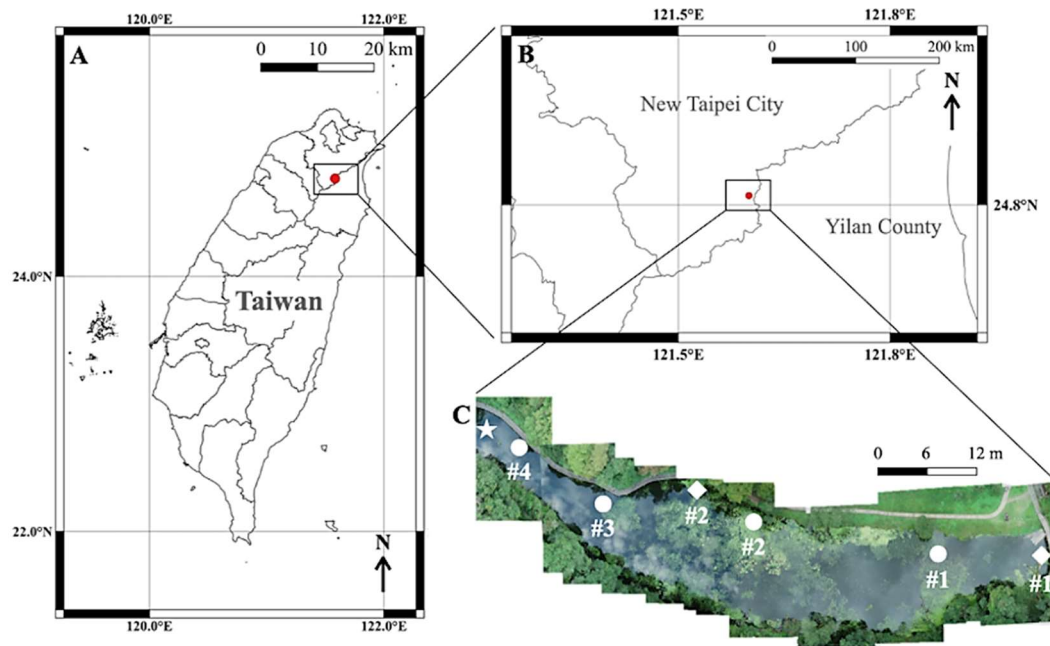 120.0°E 122.0°E
A
0 10 20 km
24.0°N
Taiwan
22.0°N
N
120.0°E 122.0°E
121.5°E 121.8°E
B
0 100 200 km
New Taipei City
N
24.8°N
Yilan County
121.5°E 121.8°E
C
0 6 12 m
#4
#3
#2
#2
#1
#1